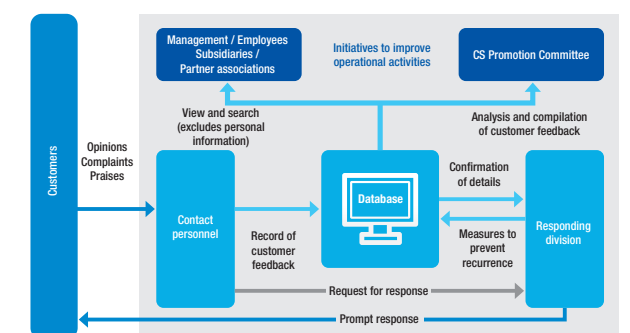 Management / Employees
Subsidiaries /
Partner associations
Initiatives to improve
operational activities
CS Promotion Committee
View and search
(excludes personal
information)
Analysis and compilation
of customer feedback
Customers
Opinions
Complaints
Praises
Contact
personnel
Record of
customer
feedback
Database
Confirmation
of details
Measures to
prevent
recurrence
Responding
division
Request for response
Prompt response